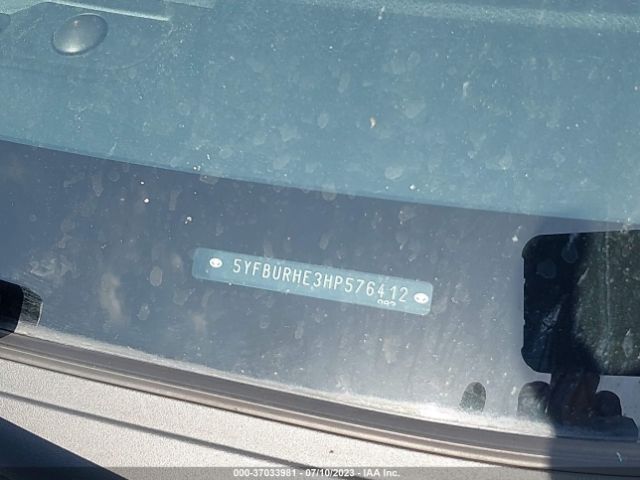 5YFBURHE3HP576412
000-37033981 - 07/10/2023 - IAA Inc.